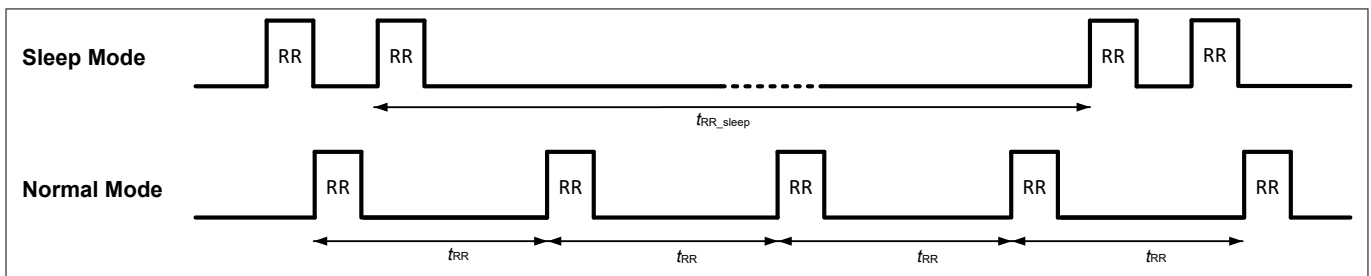 Sleep Mode
RR RR RR RR
tRR_sleep
Normal Mode
RR RR RR RR RR
tRR tRR tRR tRR